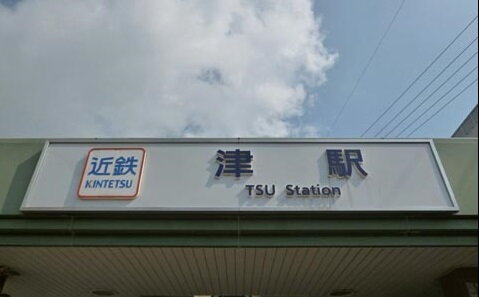 近鉄
KINTETSU
津 駅
TSU Station